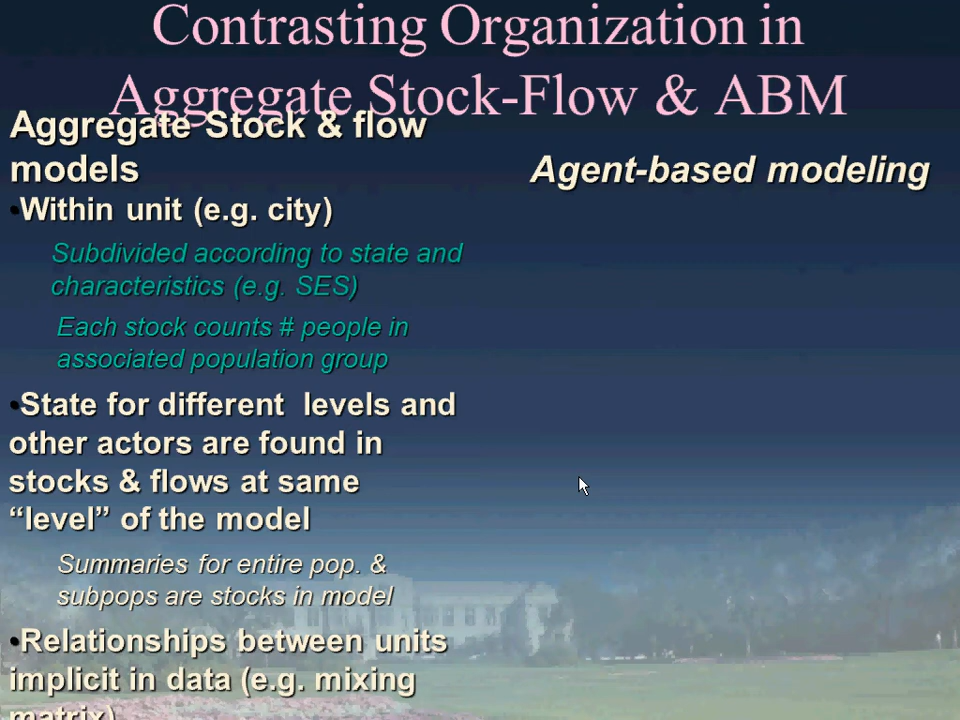 Contrasting Organization in
Aggregate Stock-Flow & ABM
Aggregate Stock & flow
models
Agent-based modeling
•Within unit (e.g. city)
Subdivided according to state and
characteristics (e.g. SES)
Each stock counts # people in
associated population group
•State for different levels and
other actors are found in
stocks & flows at same
“level” of the model
Summaries for entire pop. &
subpops are stocks in model
•Relationships between units
implicit in data (e.g. mixing
matrix)